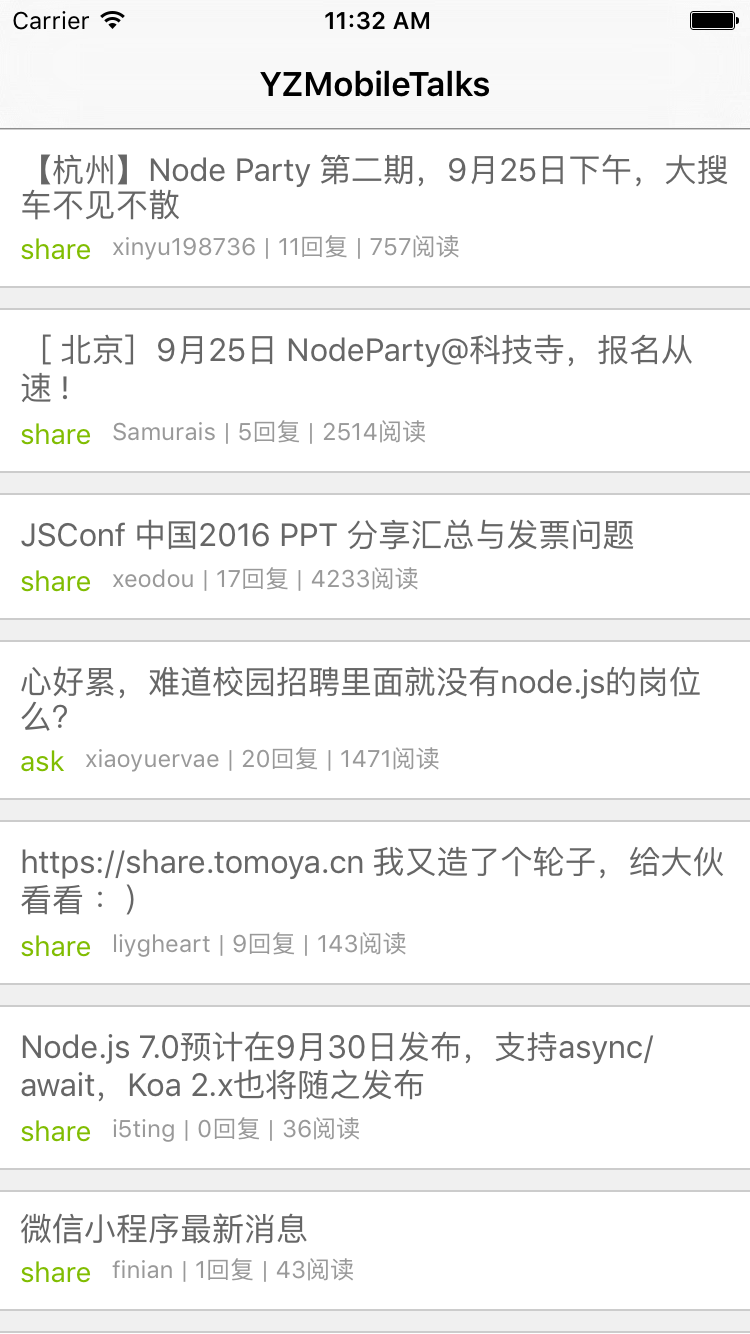 Carrier 11:32 AM
YZMobileTalks
【杭州】Node Party 第二期，9月25日下午，大搜
车不见不散
share xinyu198736 | 11回复 | 757阅读
［ 北京］9月25日 NodeParty@科技寺，报名从
速 !
share Samurais | 5回复 | 2514阅读
JSConf 中国2016 PPT 分享汇总与发票问题
share xeodou | 17回复 | 4233阅读
心好累，难道校园招聘里面就没有node.js的岗位
么?
ask xiaoyuervae | 20回复 | 1471阅读
https://share.tomoya.cn 我又造了个轮子，给大伙
看看 ：)
share liygheart | 9回复 | 143阅读
Node.js 7.0预计在9月30日发布，支持async/
await，Koa 2.x也将随之发布
share i5ting | 0回复 | 36阅读
微信小程序最新消息
share finian | 1回复 | 43阅读